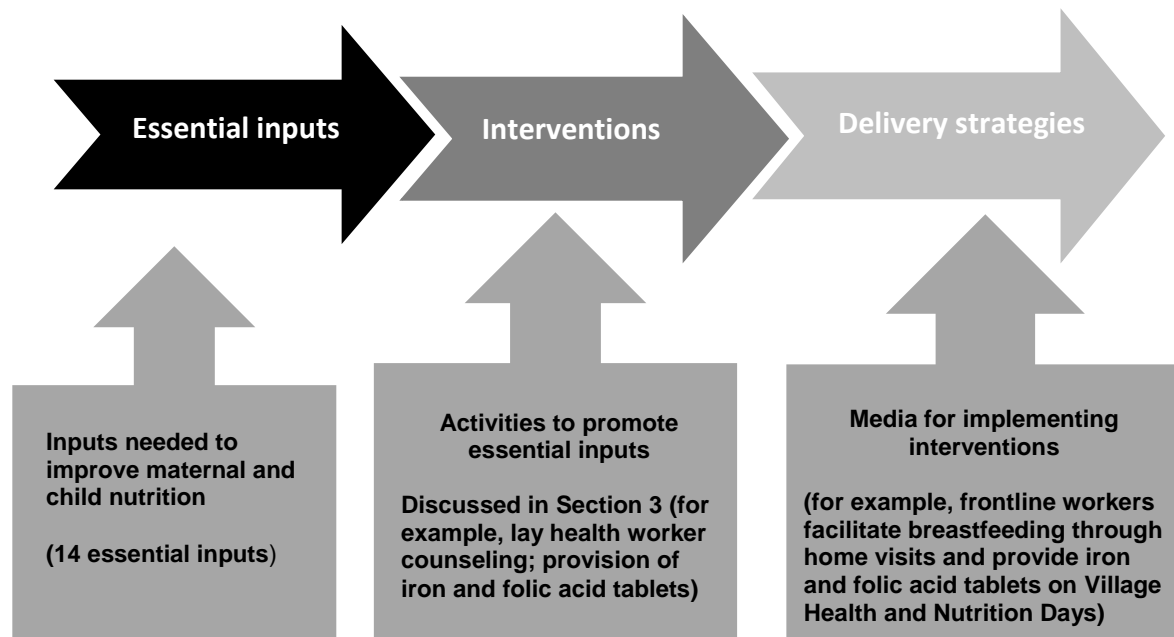 Essential inputs
Interventions
Delivery strategies
Inputs needed to
improve maternal and
child nutrition
(14 essential inputs)
Activities to promote
essential inputs
Discussed in Section 3 (for
example, lay health worker
counseling; provision of
iron and folic acid tablets)
Media for implementing
interventions
(for example, frontline workers
facilitate breastfeeding through
home visits and provide iron
and folic acid tablets on Village
Health and Nutrition Days)